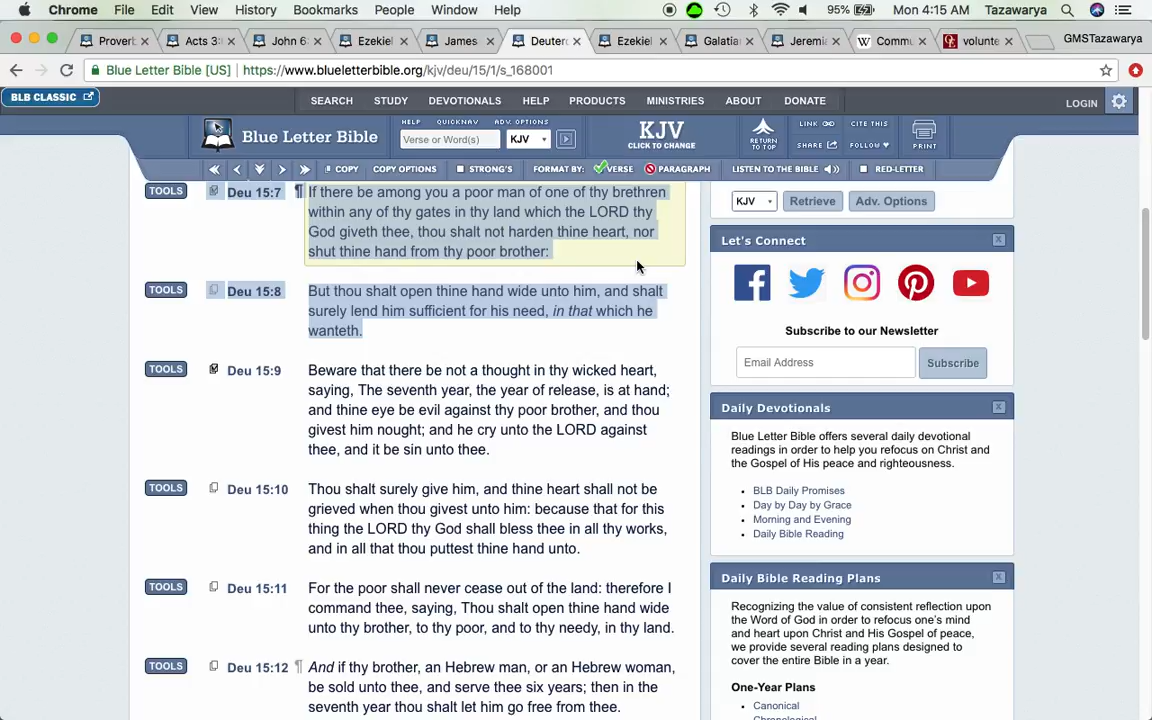 Chrome File Edit View History Bookmarks People Window Help 95% Mon 4:15 AM Tazawarya
Proverb Acts 3: John 6: Ezekiel James Deutero Ezekiel Galatian Jeremia Commu volunte GMSTazawarya
Blue Letter Bible [US] https://www.blueletterbible.org/kjv/deu/15/1/s_168001
BLB CLASSIC
SEARCH STUDY DEVOTIONALS HELP PRODUCTS MINISTRIES ABOUT DONATE LOGIN
HELP QUICKNAV ADV. OPTIONS
Blue Letter Bible
Verse or Word(s)
KJV
KJV
CLICK TO CHANGE
RETURN TO TOP
LINK
SHARE
CITE THIS
FOLLOW
PRINT
COPY COPY OPTIONS STRONG'S FORMAT BY: VERSE PARAGRAPH LISTEN TO THE BIBLE RED-LETTER
TOOLS Deu 15:7 ¶ If there be among you a poor man of one of thy brethren
within any of thy gates in thy land which the LORD thy
God giveth thee, thou shalt not harden thine heart, nor
shut thine hand from thy poor brother:
TOOLS Deu 15:8 But thou shalt open thine hand wide unto him, and shalt
surely lend him sufficient for his need, in that which he
wanteth.
TOOLS Deu 15:9 Beware that there be not a thought in thy wicked heart,
saying, The seventh year, the year of release, is at hand;
and thine eye be evil against thy poor brother, and thou
givest him nought; and he cry unto the LORD against
thee, and it be sin unto thee.
TOOLS Deu 15:10 Thou shalt surely give him, and thine heart shall not be
grieved when thou givest unto him: because that for this
thing the LORD thy God shall bless thee in all thy works,
and in all that thou puttest thine hand unto.
TOOLS Deu 15:11 For the poor shall never cease out of the land: therefore I
command thee, saying, Thou shalt open thine hand wide
unto thy brother, to thy poor, and to thy needy, in thy land.
TOOLS Deu 15:12 ¶ And if thy brother, an Hebrew man, or an Hebrew woman,
be sold unto thee, and serve thee six years; then in the
seventh year thou shalt let him go free from thee.
KJV Retrieve Adv. Options
Let's Connect X
Subscribe to our Newsletter
Email Address Subscribe
Daily Devotionals X
Blue Letter Bible offers several daily devotional
readings in order to help you refocus on Christ and
the Gospel of His peace and righteousness.
BLB Daily Promises
Day by Day by Grace
Morning and Evening
Daily Bible Reading
Daily Bible Reading Plans X
Recognizing the value of consistent reflection upon
the Word of God in order to refocus one's mind
and heart upon Christ and His Gospel of peace,
we provide several reading plans designed to
cover the entire Bible in a year.
One-Year Plans
Canonical
Chronological